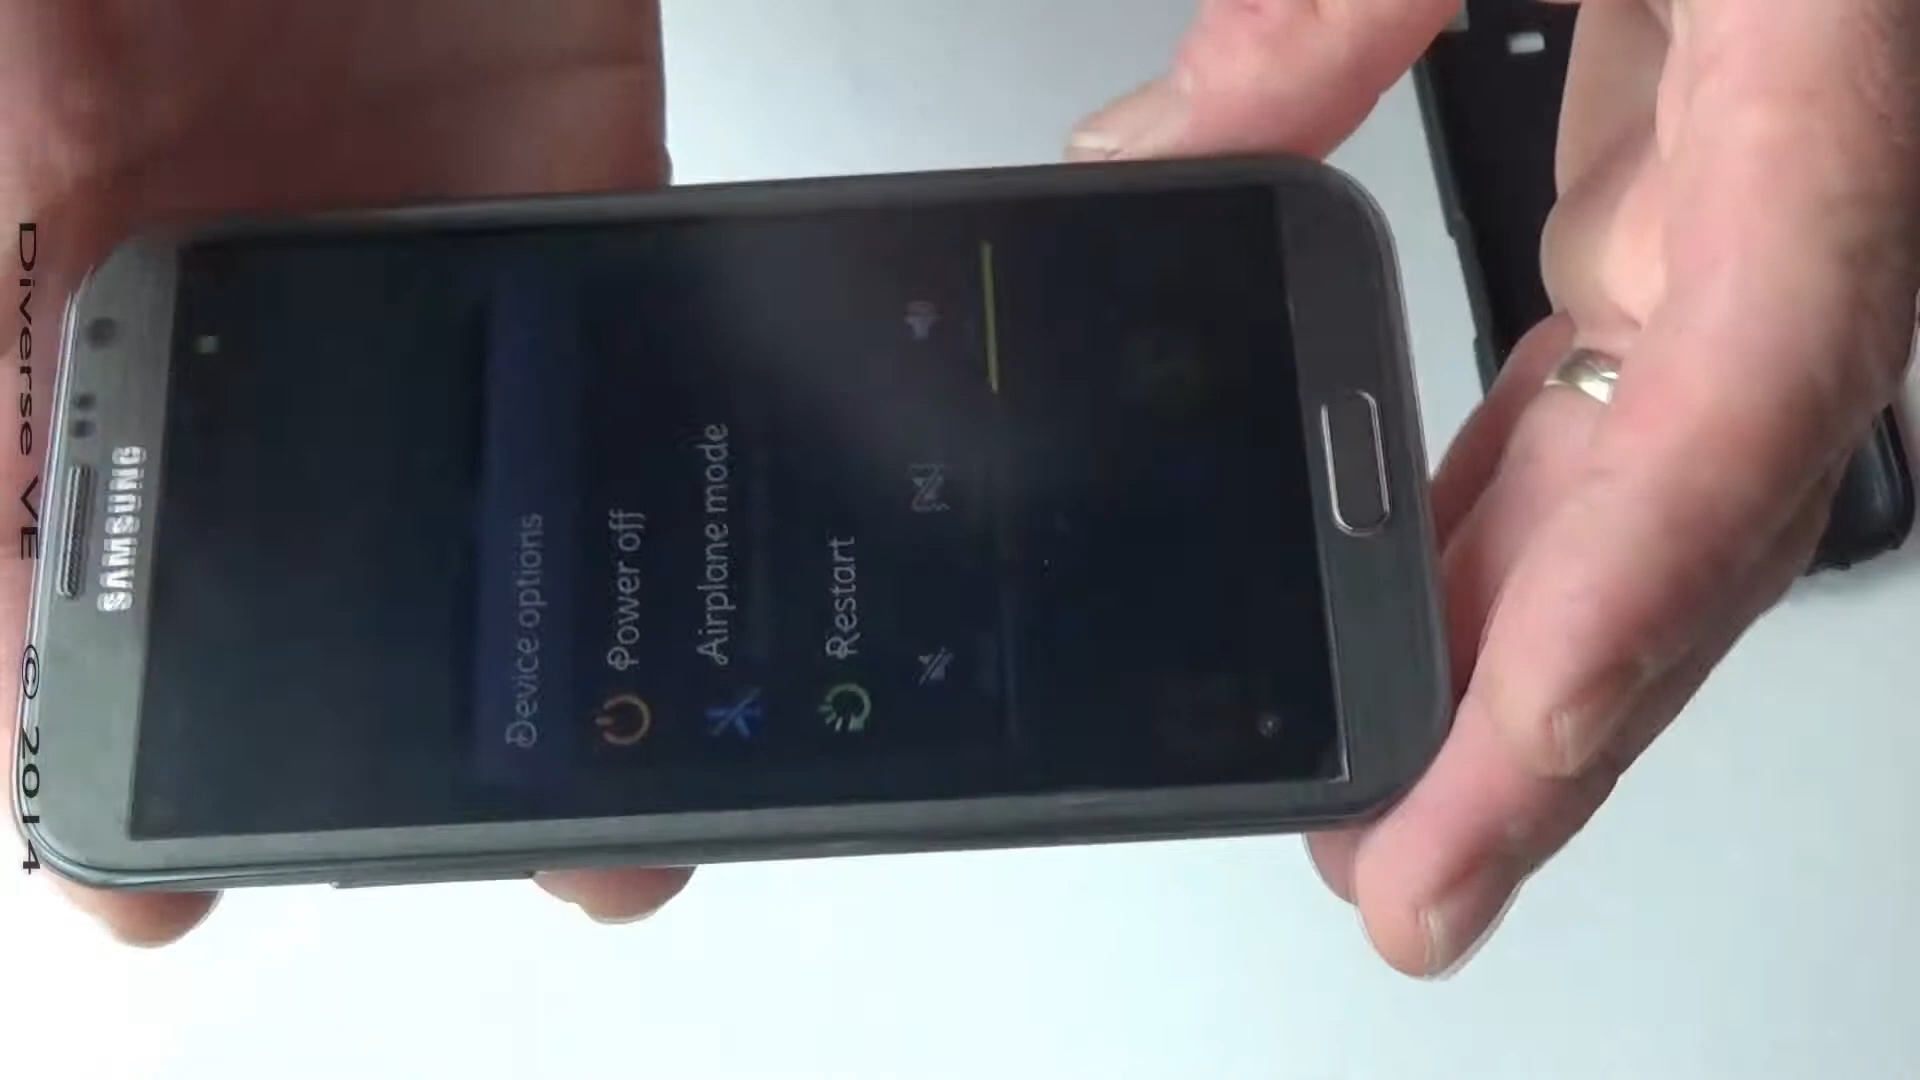 Diverse VE © 2014
SAMSUNG
Device options
Power off
Airplane mode
Restart